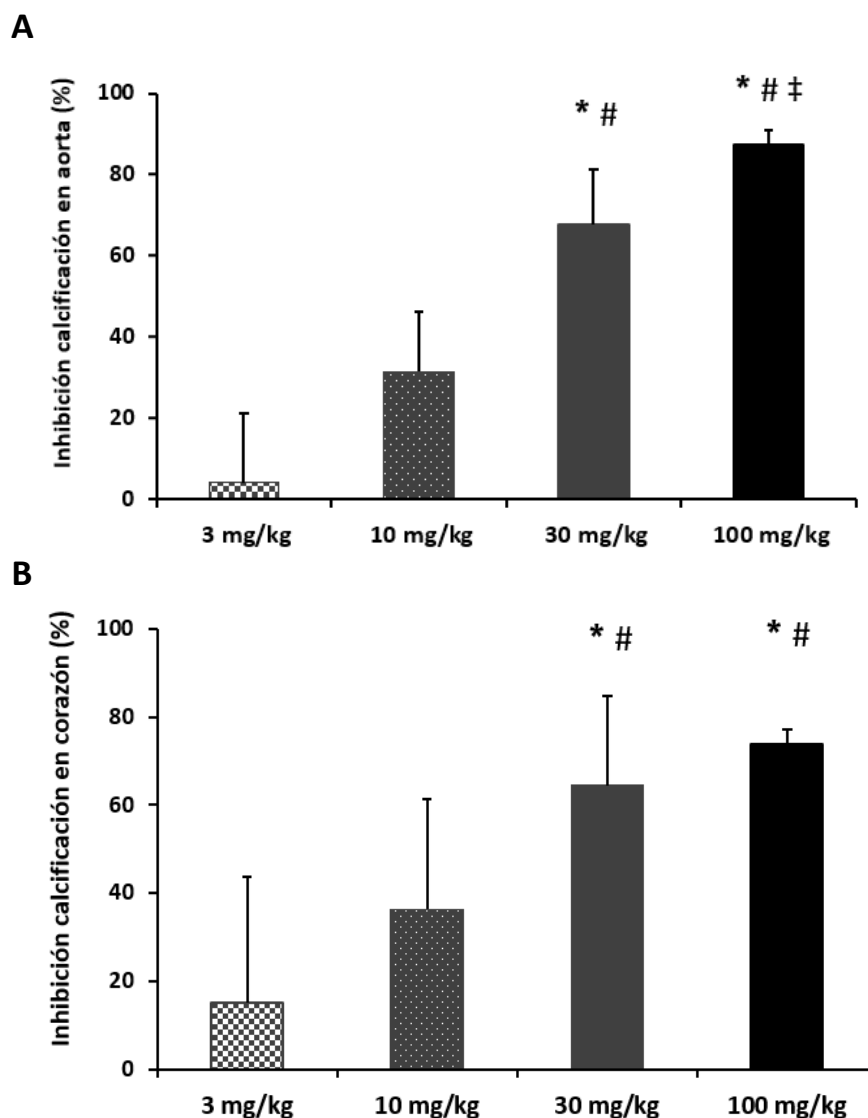 A
Inhibición calcificación en aorta (%)
100
80
60
40
20
0
* #
* # ‡
3 mg/kg
10 mg/kg
30 mg/kg
100 mg/kg
B
Inhibición calcificación en corazón (%)
100
80
60
40
20
0
* #
* #
3 mg/kg
10 mg/kg
30 mg/kg
100 mg/kg